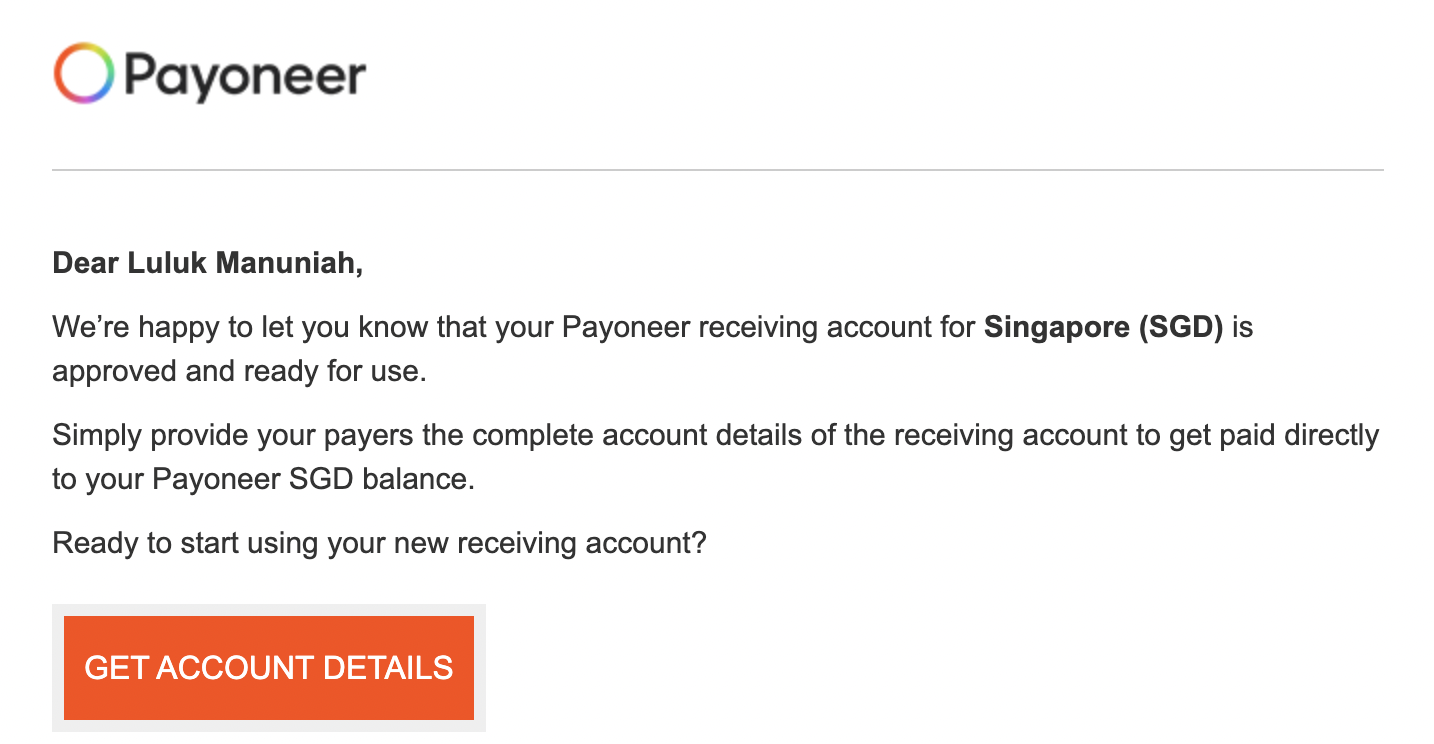 Payoneer
Dear Luluk Manuniah,
We’re happy to let you know that your Payoneer receiving account for Singapore (SGD) is
approved and ready for use.
Simply provide your payers the complete account details of the receiving account to get paid directly
to your Payoneer SGD balance.
Ready to start using your new receiving account?
GET ACCOUNT DETAILS